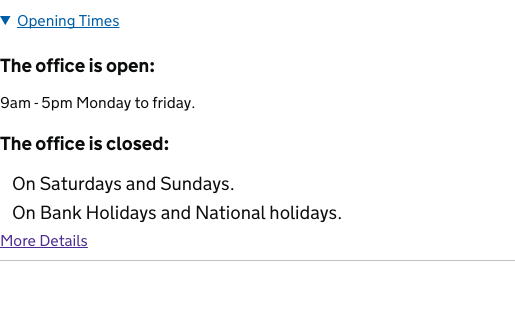 Opening Times
The office is open:
9am - 5pm Monday to friday.
The office is closed:
On Saturdays and Sundays.
On Bank Holidays and National holidays.
More Details